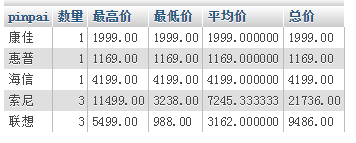 pinpai 数量 最高价 最低价 平均价 总价
康佳 1 1999.00 1999.00 1999.000000 1999.00
惠普 1 1169.00 1169.00 1169.000000 1169.00
海信 1 4199.00 4199.00 4199.000000 4199.00
索尼 3 11499.00 3238.00 7245.333333 21736.00
联想 3 5499.00 988.00 3162.000000 9486.00